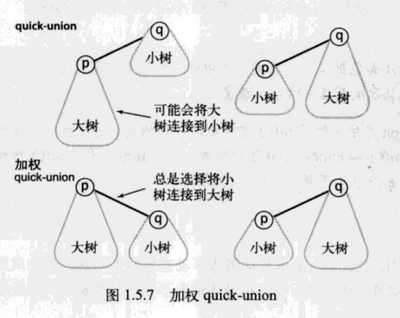 quick-union
q
小树
p
大树
可能会将大
树连接到小树
q
p
小树
大树
加权
quick-union
p
总是选择将小
树连接到大树
q
大树
小树
q
p
小树
大树
图 1.5.7 加权 quick-union